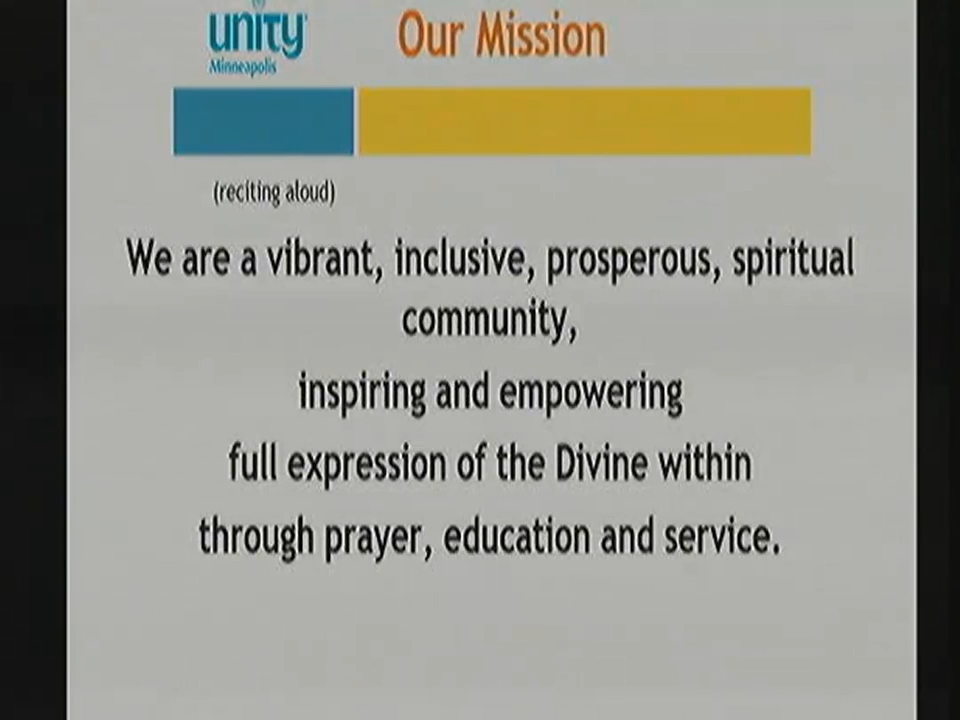 unity
Minneapolis
Our Mission
(reciting aloud)
We are a vibrant, inclusive, prosperous, spiritual
community,
inspiring and empowering
full expression of the Divine within
through prayer, education and service.